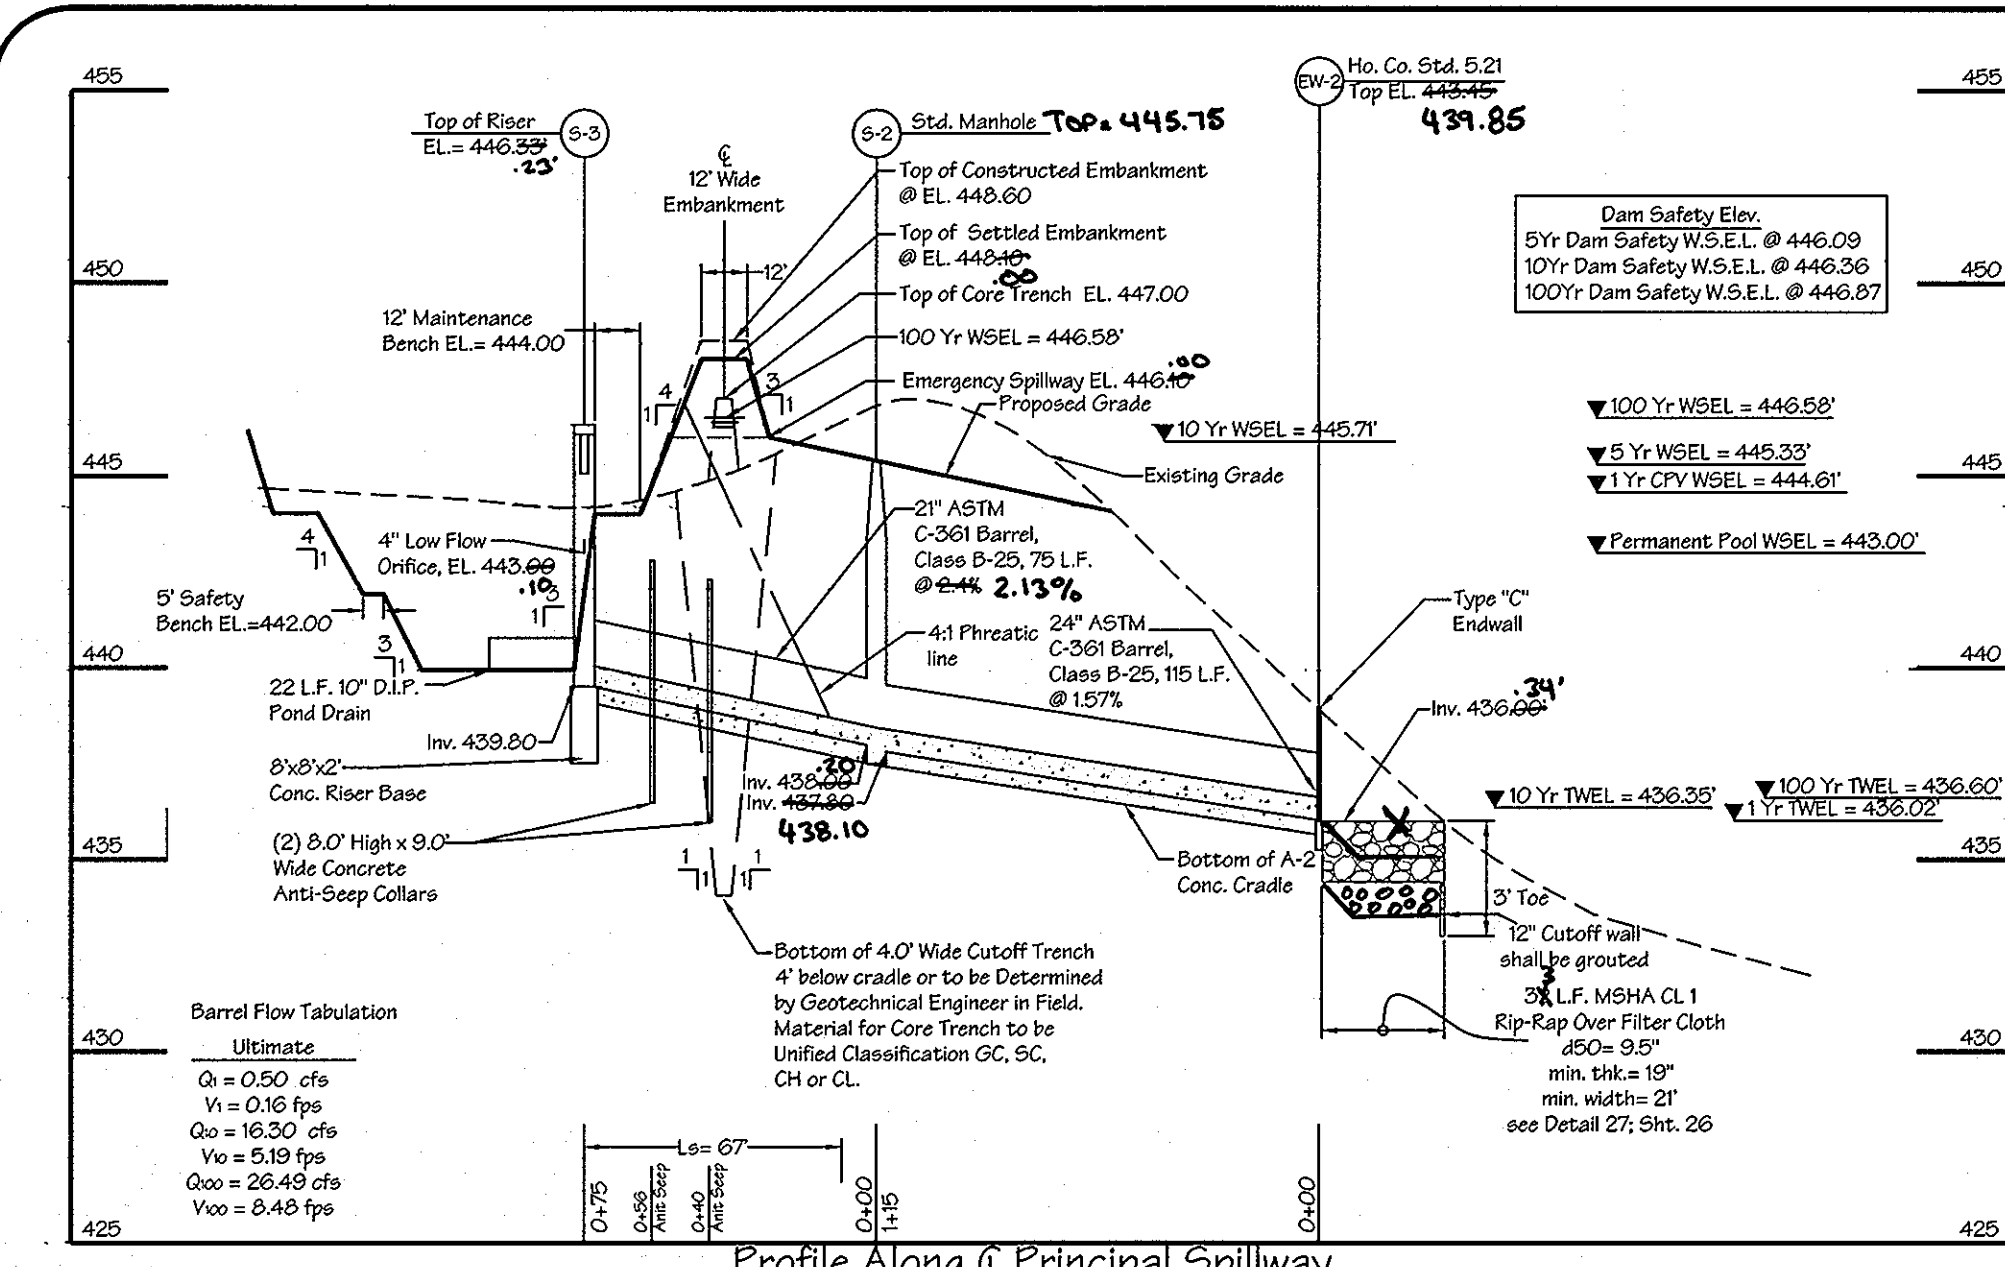 455
455
Top of Riser
EL.= 446.33'
.23'
S-3
℄
12' Wide
Embankment
S-2
Std. Manhole TOP= 445.75
EW-2
Ho. Co. Std. 5.21
Top EL. 443.45
439.85
Top of Constructed Embankment
@ EL. 448.60
Top of Settled Embankment
@ EL. 448.10
.00
Top of Core Trench EL. 447.00
100 Yr WSEL = 446.58'
Emergency Spillway EL. 446.10
.00
Proposed Grade
Existing Grade
Dam Safety Elev.
5Yr Dam Safety W.S.E.L. @ 446.09
10Yr Dam Safety W.S.E.L. @ 446.36
100Yr Dam Safety W.S.E.L. @ 446.87
450
450
12'
12' Maintenance
Bench EL.= 444.00
4
1
3
1
10 Yr WSEL = 445.71'
100 Yr WSEL = 446.58'
5 Yr WSEL = 445.33'
1 Yr CPV WSEL = 444.61'
Permanent Pool WSEL = 443.00'
445
445
4
1
4" Low Flow
Orifice, EL. 443.00
.10
3
1
21" ASTM
C-361 Barrel,
Class B-25, 75 L.F.
@ 2.4% 2.13%
5' Safety
Bench EL.=442.00
3
1
4:1 Phreatic
line
24" ASTM
C-361 Barrel,
Class B-25, 115 L.F.
@ 1.57%
Type "C"
Endwall
440
440
22 L.F. 10" D.I.P.
Pond Drain
Inv. 439.80
8'x8'x2'
Conc. Riser Base
.20
Inv. 438.00
Inv. 437.80
438.10
.34'
Inv. 436.00'
10 Yr TWEL = 436.35'
100 Yr TWEL = 436.60'
1 Yr TWEL = 436.02'
435
435
(2) 8.0' High x 9.0'
Wide Concrete
Anti-Seep Collars
1
1
1
1
Bottom of A-2
Conc. Cradle
X
3' Toe
12" Cutoff wall
shall be grouted
Bottom of 4.0' Wide Cutoff Trench
4' below cradle or to be Determined
by Geotechnical Engineer in Field.
Material for Core Trench to be
Unified Classification GC, SC,
CH or CL.
3
3 L.F. MSHA CL 1
Rip-Rap Over Filter Cloth
d50= 9.5"
min. thk.= 19"
min. width= 21'
see Detail 27; Sht. 26
430
430
Barrel Flow Tabulation
Ultimate
Q1 = 0.50 cfs
V1 = 0.16 fps
Q10 = 16.30 cfs
V10 = 5.19 fps
Q100 = 26.49 cfs
V100 = 8.48 fps
Ls= 67'
0+75
0+56
Anit Seep
0+40
Anit Seep
0+00
1+15
0+00
425
425
Profile Along ℄ Principal Spillway